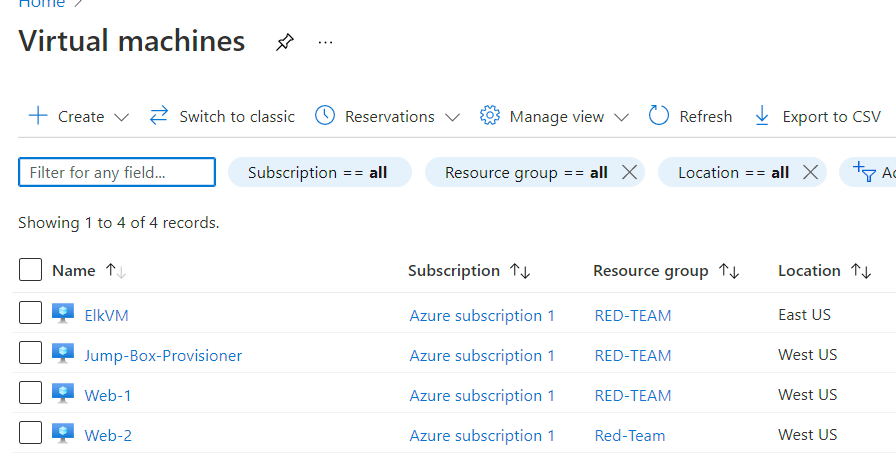 Home
Virtual machines
Create Switch to classic Reservations Manage view Refresh Export to CSV
Filter for any field... Subscription == all Resource group == all Location == all
Showing 1 to 4 of 4 records.
Name Subscription Resource group Location
ElkVM Azure subscription 1 RED-TEAM East US
Jump-Box-Provisioner Azure subscription 1 RED-TEAM West US
Web-1 Azure subscription 1 RED-TEAM West US
Web-2 Azure subscription 1 Red-Team West US